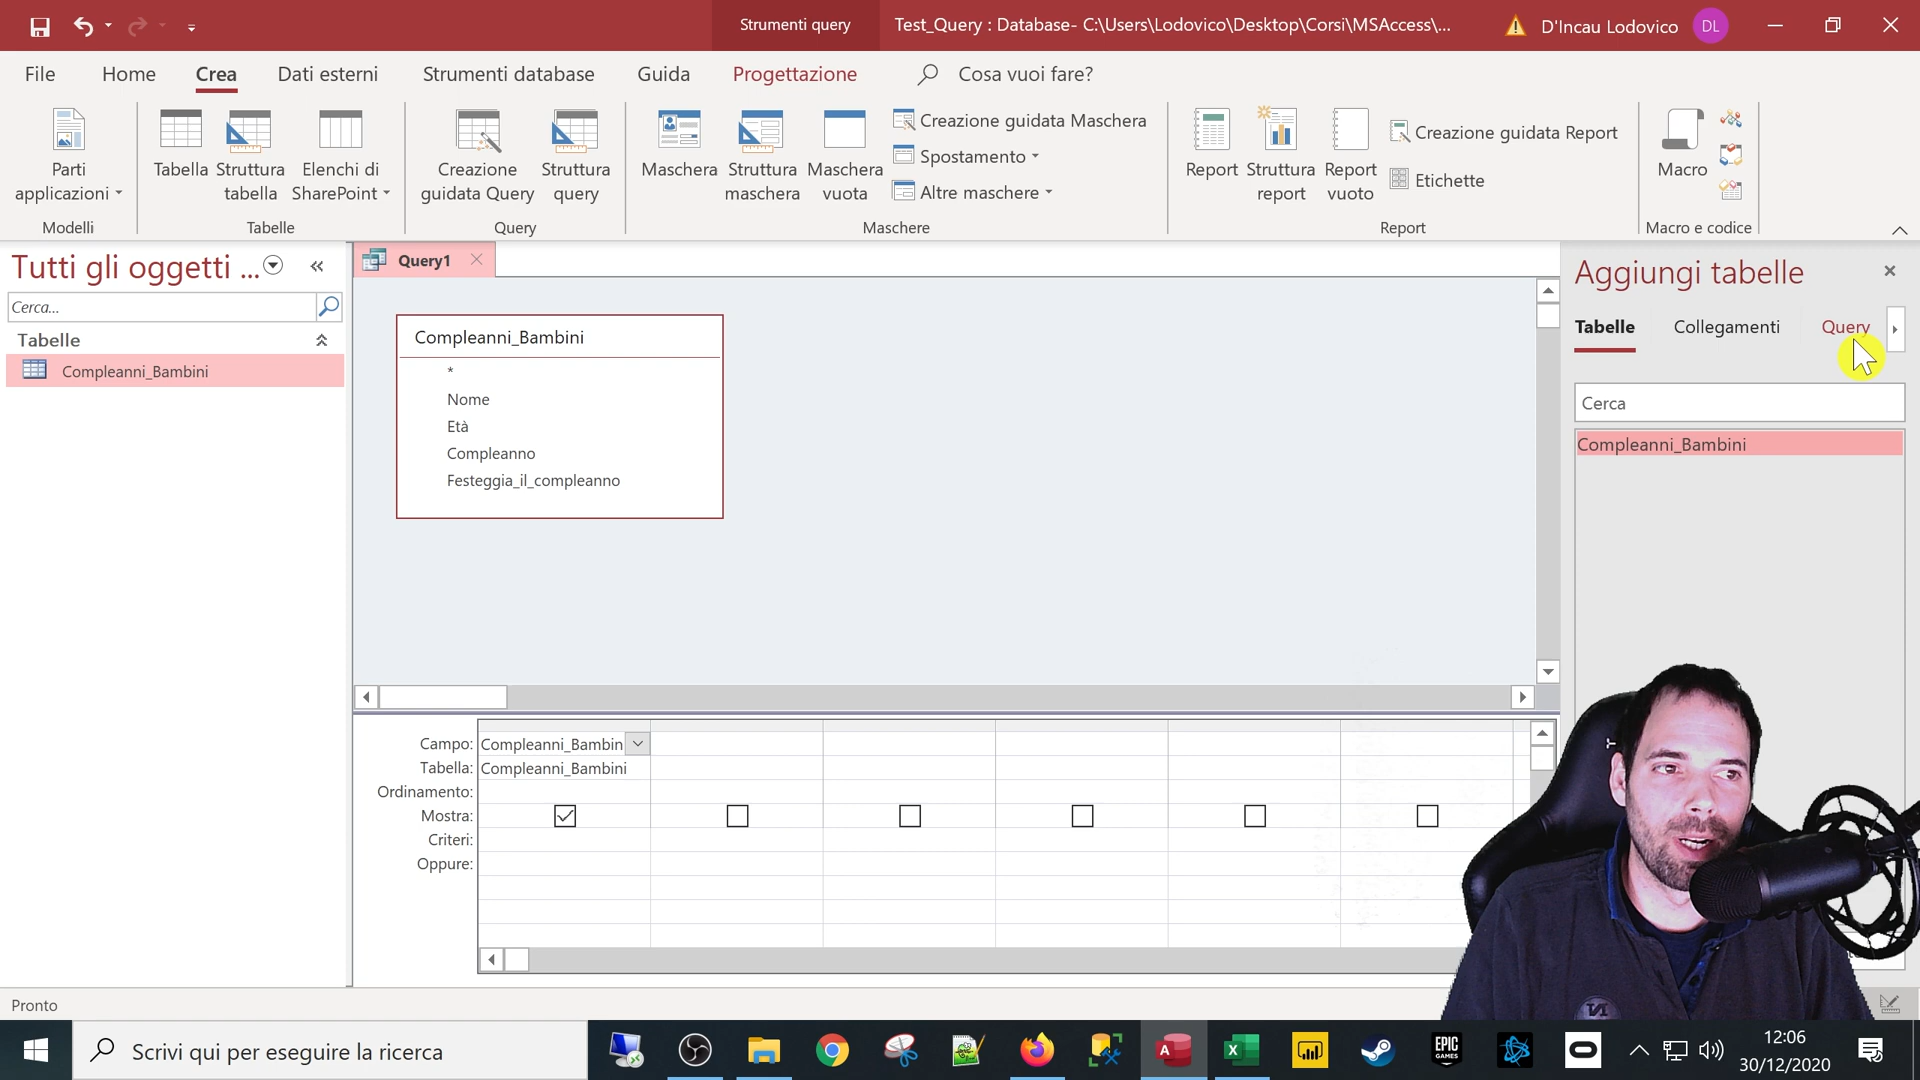 Strumenti query
Test_Query : Database- C:\Users\Lodovico\Desktop\Corsi\MSAccess\...
D'Incau Lodovico
DL
File
Home
Crea
Dati esterni
Strumenti database
Guida
Progettazione
Cosa vuoi fare?
Parti
applicazioni
Tabella
Struttura
tabella
Elenchi di
SharePoint
Creazione
guidata Query
Struttura
query
Maschera
Struttura
maschera
Maschera
vuota
Creazione guidata Maschera
Spostamento
Altre maschere
Report
Struttura
report
Report
vuoto
Creazione guidata Report
Etichette
Macro
Modelli
Tabelle
Query
Maschere
Report
Macro e codice
Tutti gli oggetti ...
Cerca...
Tabelle
Compleanni_Bambini
Query1
Compleanni_Bambini
*
Nome
Età
Compleanno
Festeggia_il_compleanno
Aggiungi tabelle
Tabelle
Collegamenti
Query
Cerca
Compleanni_Bambini
Campo:
Compleanni_Bambin
Tabella:
Compleanni_Bambini
Ordinamento:
Mostra:
Criteri:
Oppure:
Pronto
Scrivi qui per eseguire la ricerca
EPIC
GAMES
12:06
30/12/2020